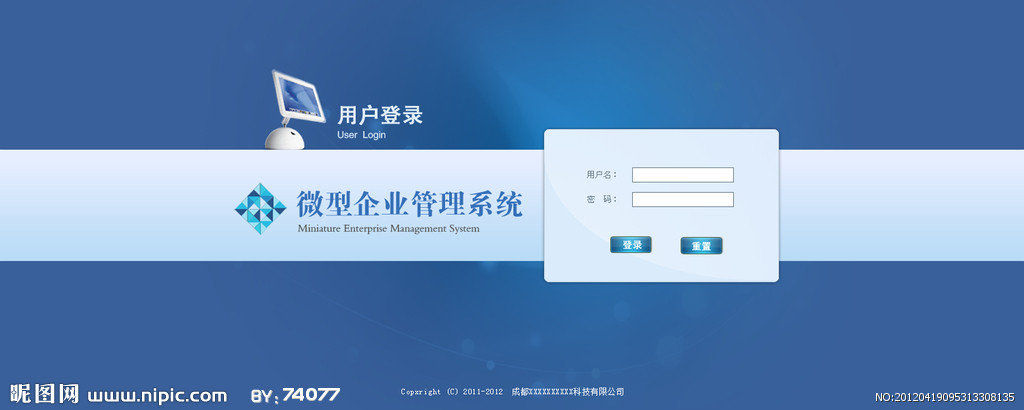 用户登录
User Login
微型企业管理系统
Miniature Enterprise Management System
用户名：
密 码：
登录 重置
Copyright (C) 2011-2012 成都XXXXXXXXXX科技有限公司
昵图网 www.nipic.com BY:74077
NO:20120419095313308135